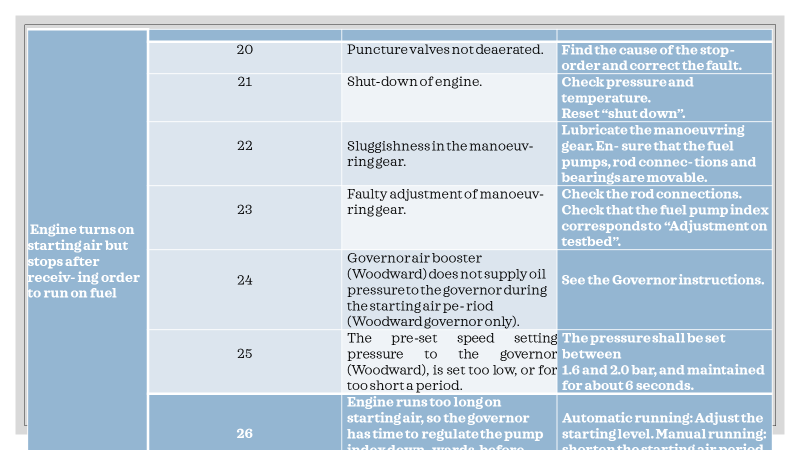 20
Puncture valves not deaerated.
Find the cause of the stop-
order and correct the fault.
21
Shut-down of engine.
Check pressure and
temperature.
Reset “shut down”.
22
Sluggishness in the manoeuv-
ring gear.
Lubricate the manoeuvring
gear. En- sure that the fuel
pumps, rod connec- tions and
bearings are movable.
23
Faulty adjustment of manoeuv-
ring gear.
Check the rod connections.
Check that the fuel pump index
corresponds to “Adjustment on
testbed”.
Engine turns on
starting air but
stops after
receiv- ing order
to run on fuel
24
Governor air booster
(Woodward) does not supply oil
pressure to the governor during
the starting air pe- riod
(Woodward governor only).
See the Governor instructions.
25
The pre-set speed setting
pressure to the governor
(Woodward), is set too low, or for
too short a period.
The pressure shall be set
between
1.6 and 2.0 bar, and maintained
for about 6 seconds.
26
Engine runs too long on
starting air, so the governor
has time to regulate the pump
index down- wards, before
Automatic running: Adjust the
starting level. Manual running:
shorten the starting air period